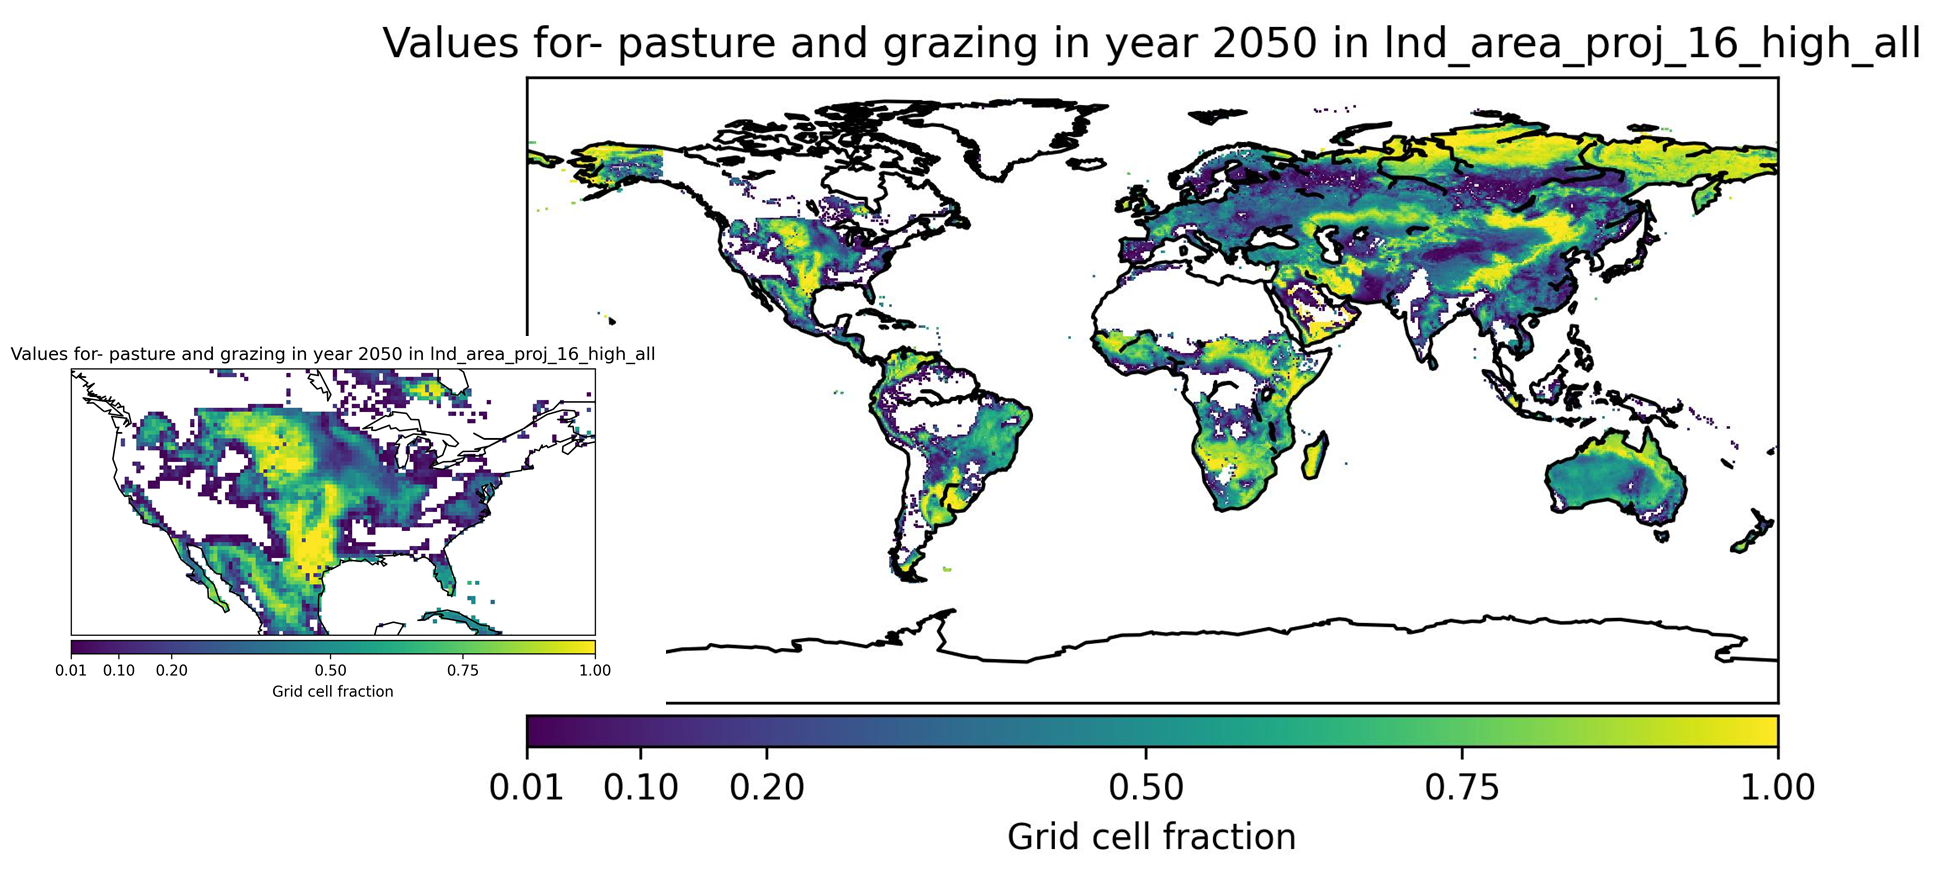 Values for- pasture and grazing in year 2050 in lnd_area_proj_16_high_all
Values for- pasture and grazing in year 2050 in lnd_area_proj_16_high_all
0.01 0.10 0.20 0.50 0.75 1.00
Grid cell fraction
0.01 0.10 0.20 0.50 0.75 1.00
Grid cell fraction